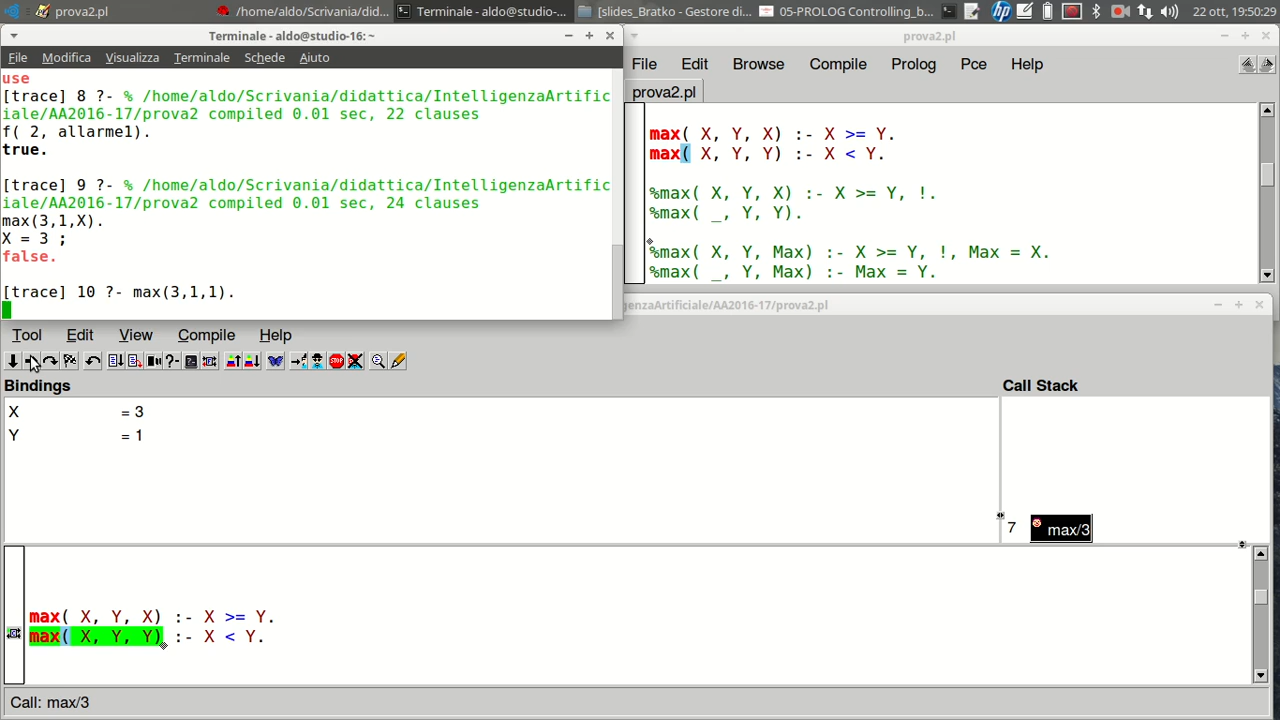 prova2.pl
/home/aldo/Scrivania/did...
Terminale - aldo@studio-...
[slides_Bratko - Gestore di...
05-PROLOG Controlling_b...
22 ott, 19:50:29
Terminale - aldo@studio-16: ~
File Modifica Visualizza Terminale Schede Aiuto
use
[trace] 8 ?- % /home/aldo/Scrivania/didattica/IntelligenzaArtific
iale/AA2016-17/prova2 compiled 0.01 sec, 22 clauses
f( 2, allarme1).
true.
[trace] 9 ?- % /home/aldo/Scrivania/didattica/IntelligenzaArtific
iale/AA2016-17/prova2 compiled 0.01 sec, 24 clauses
max(3,1,X).
X = 3 ;
false.
[trace] 10 ?- max(3,1,1).
prova2.pl
File Edit Browse Compile Prolog Pce Help
prova2.pl
max( X, Y, X) :- X >= Y.
max( X, Y, Y) :- X < Y.
%max( X, Y, X) :- X >= Y, !.
%max( _, Y, Y).
%max( X, Y, Max) :- X >= Y, !, Max = X.
%max( _, Y, Max) :- Max = Y.
enzaArtificiale/AA2016-17/prova2.pl
Tool Edit View Compile Help
Bindings
X = 3
Y = 1
Call Stack
7 max/3
max( X, Y, X) :- X >= Y.
max( X, Y, Y) :- X < Y.
Call: max/3